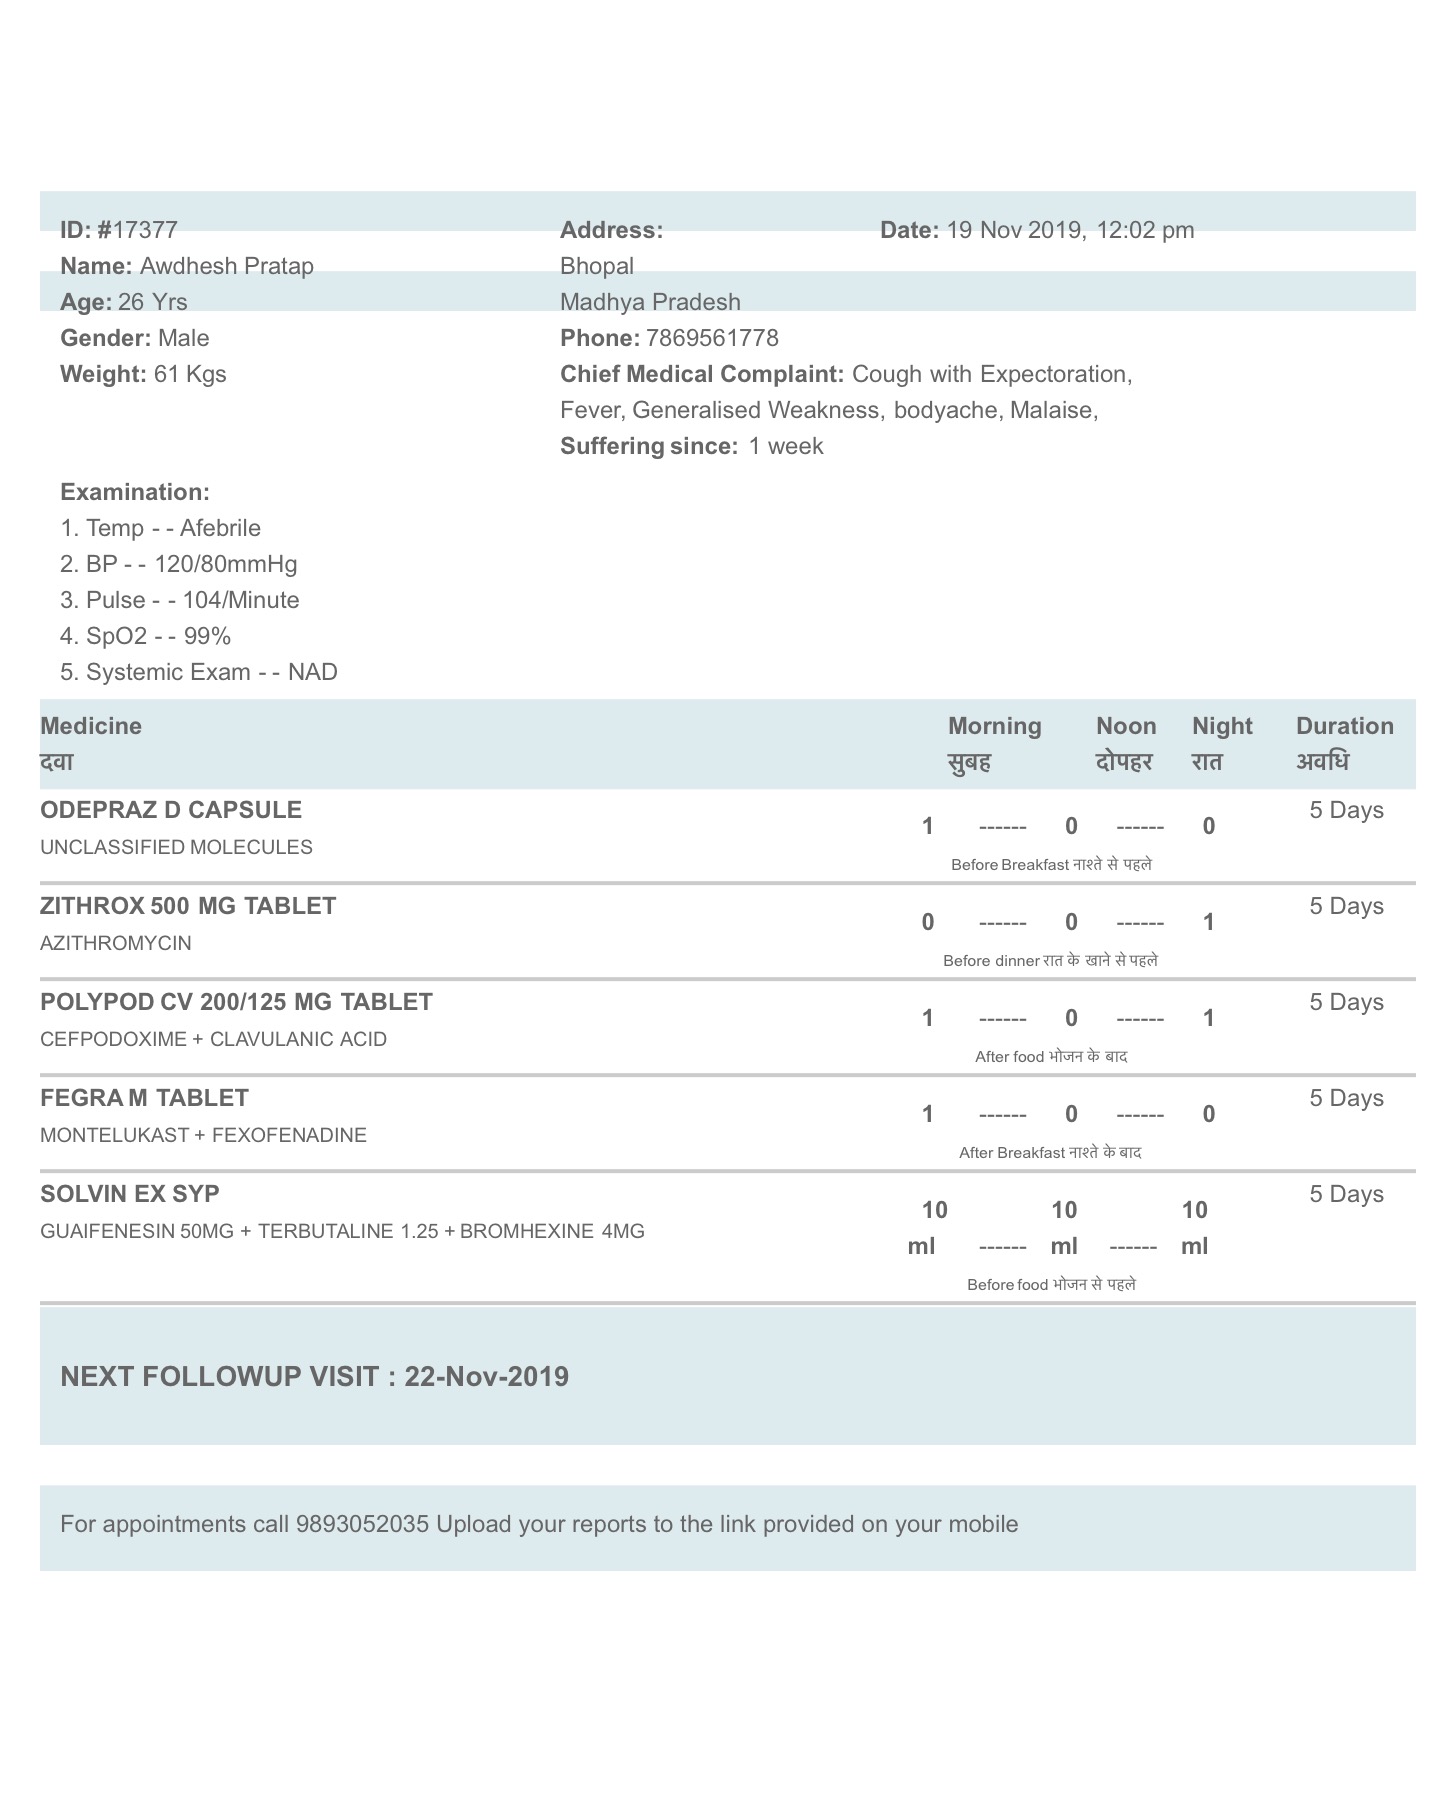 ID: #17377
Name: Awdhesh Pratap
Age: 26 Yrs
Gender: Male
Weight: 61 Kgs
Address:
Bhopal
Madhya Pradesh
Phone: 7869561778
Chief Medical Complaint: Cough with Expectoration,
Fever, Generalised Weakness, bodyache, Malaise,
Suffering since: 1 week
Date: 19 Nov 2019, 12:02 pm
Examination:
1. Temp - - Afebrile
2. BP - - 120/80mmHg
3. Pulse - - 104/Minute
4. SpO2 - - 99%
5. Systemic Exam - - NAD
Medicine Morning Noon Night Duration
दवा सुबह दोपहर रात अवधि
ODEPRAZ D CAPSULE 5 Days
1 ------ 0 ------ 0
UNCLASSIFIED MOLECULES
Before Breakfast नाश्ते से पहले
ZITHROX 500 MG TABLET 5 Days
0 ------ 0 ------ 1
AZITHROMYCIN
Before dinner रात के खाने से पहले
POLYPOD CV 200/125 MG TABLET 5 Days
1 ------ 0 ------ 1
CEFPODOXIME + CLAVULANIC ACID
After food भोजन के बाद
FEGRA M TABLET 5 Days
1 ------ 0 ------ 0
MONTELUKAST + FEXOFENADINE
After Breakfast नाश्ते के बाद
SOLVIN EX SYP 5 Days
10 10 10
GUAIFENESIN 50MG + TERBUTALINE 1.25 + BROMHEXINE 4MG
ml ------ ml ------ ml
Before food भोजन से पहले
NEXT FOLLOWUP VISIT : 22-Nov-2019
For appointments call 9893052035 Upload your reports to the link provided on your mobile